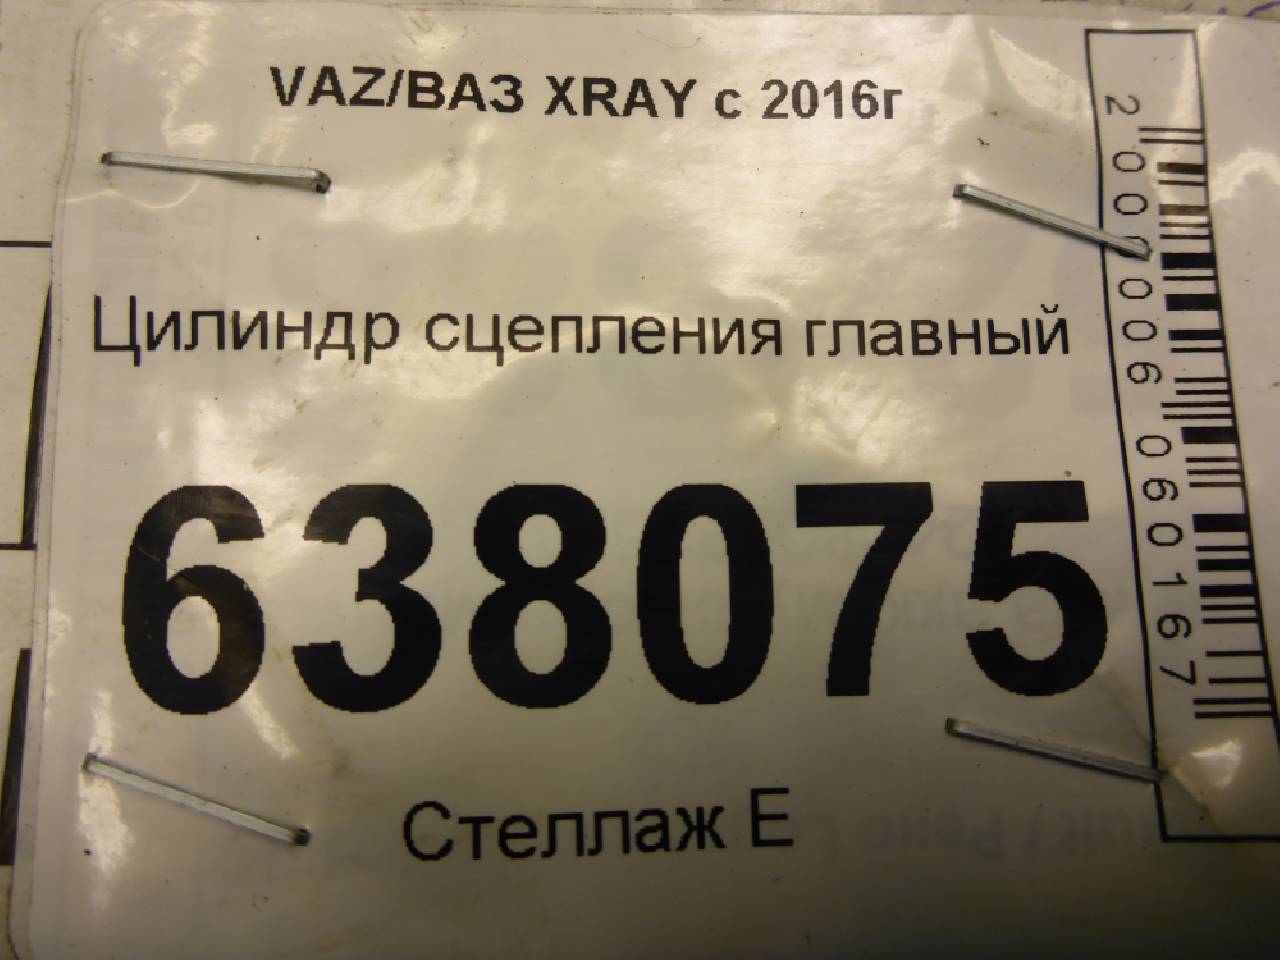 VAZ/ВАЗ XRAY с 2016г
Цилиндр сцепления главный
638075
Стеллаж Е
2000006060167